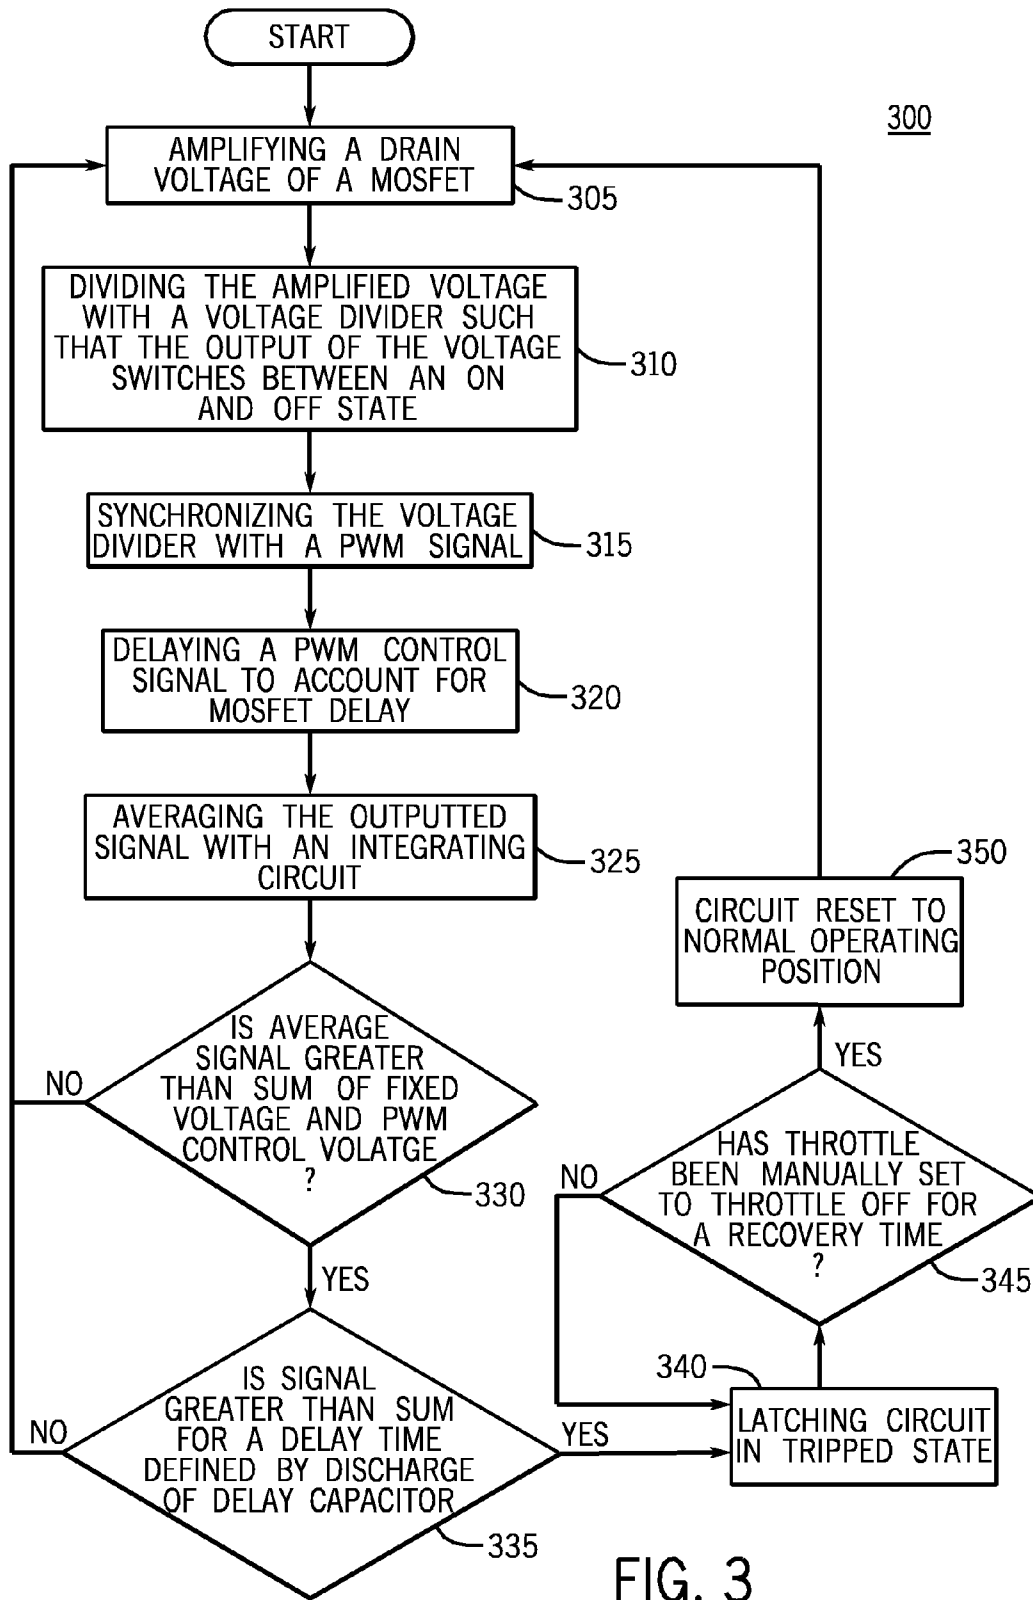 START
300
AMPLIFYING A DRAIN
VOLTAGE OF A MOSFET
305
DIVIDING THE AMPLIFIED VOLTAGE
WITH A VOLTAGE DIVIDER SUCH
THAT THE OUTPUT OF THE VOLTAGE
SWITCHES BETWEEN AN ON
AND OFF STATE
310
SYNCHRONIZING THE VOLTAGE
DIVIDER WITH A PWM SIGNAL
315
DELAYING A PWM CONTROL
SIGNAL TO ACCOUNT FOR
MOSFET DELAY
320
AVERAGING THE OUTPUTTED
SIGNAL WITH AN INTEGRATING
CIRCUIT
325
IS AVERAGE
SIGNAL GREATER
THAN SUM OF FIXED
VOLTAGE AND PWM
CONTROL VOLATGE
?
330
NO
YES
IS SIGNAL
GREATER THAN SUM
FOR A DELAY TIME
DEFINED BY DISCHARGE
OF DELAY CAPACITOR
335
NO
YES
340
LATCHING CIRCUIT
IN TRIPPED STATE
HAS THROTTLE
BEEN MANUALLY SET
TO THROTTLE OFF FOR
A RECOVERY TIME
?
345
NO
YES
350
CIRCUIT RESET TO
NORMAL OPERATING
POSITION
FIG. 3